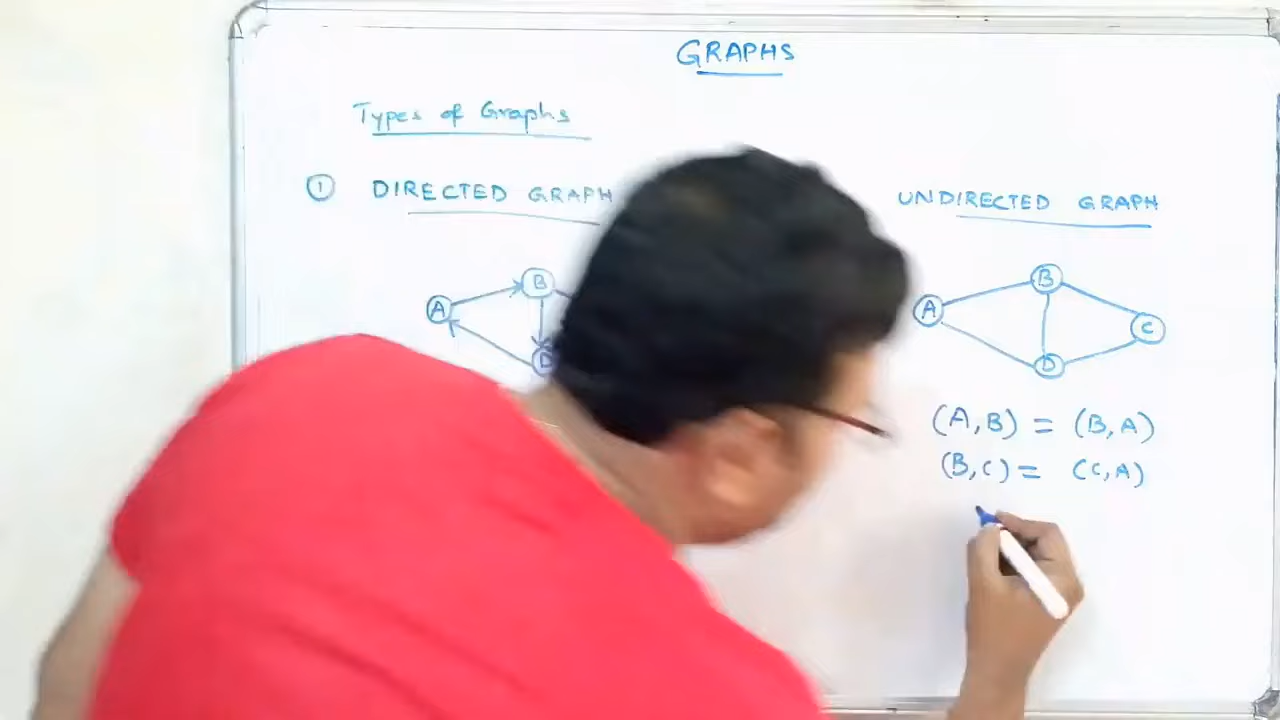 GRAPHS
Types of Graphs
① DIRECTED GRAPH
UNDIRECTED GRAPH
B
A
D
B
A
C
D
(A,B) = (B,A)
(B,C) = (C,A)